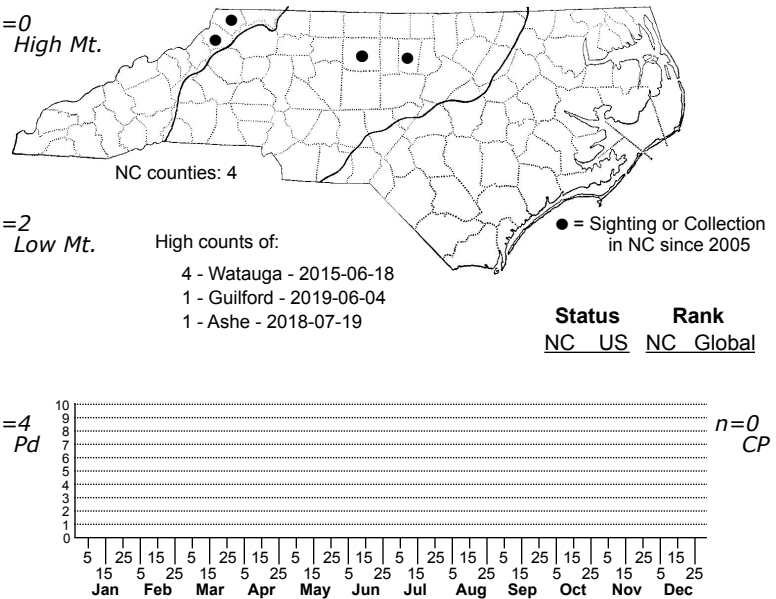 =0
High Mt.
NC counties: 4
=2
Low Mt.
High counts of:
4 - Watauga - 2015-06-18
1 - Guilford - 2019-06-04
1 - Ashe - 2018-07-19
● = Sighting or Collection
in NC since 2005
Status Rank
NC US NC Global
=4
Pd
n=0
CP
10
9
8
7
6
5
4
3
2
1
0
5 25 15 5 25 15 5 25 15 5 25 15 5 25 15 5 25 15
15 5 25 15 5 25 15 5 25 15 5 25 15 5 25 15 5 25
Jan Feb Mar Apr May Jun Jul Aug Sep Oct Nov Dec